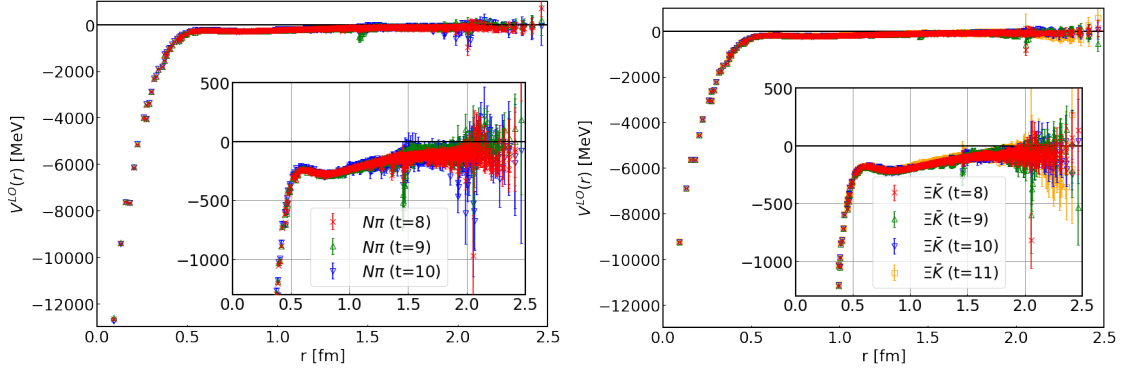 0
−2000
−4000
−6000
−8000
−10000
−12000
V^{LO}(r) [MeV]
0.0 0.5 1.0 1.5 2.0 2.5
r [fm]
500
0
−500
−1000
0.0 0.5 1.0 1.5 2.0 2.5
Nπ (t=8)
Nπ (t=9)
Nπ (t=10)
0
−2000
−4000
−6000
−8000
−10000
−12000
V^{LO}(r) [MeV]
0.0 0.5 1.0 1.5 2.0 2.5
r [fm]
500
0
−500
−1000
0.0 0.5 1.0 1.5 2.0 2.5
ΞK̄ (t=8)
ΞK̄ (t=9)
ΞK̄ (t=10)
ΞK̄ (t=11)